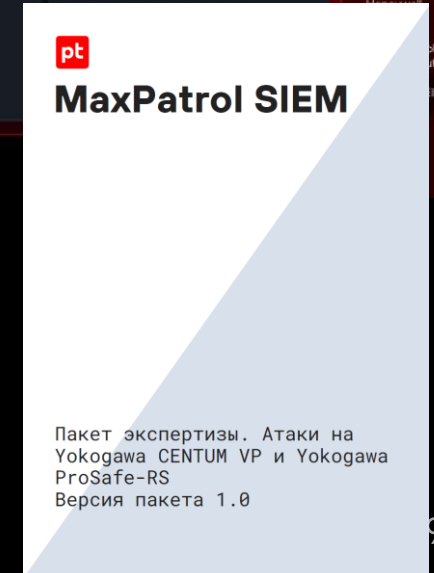 pt
MaxPatrol SIEM
Пакет экспертизы. Атаки на
Yokogawa CENTUM VP и Yokogawa
ProSafe-RS
Версия пакета 1.0